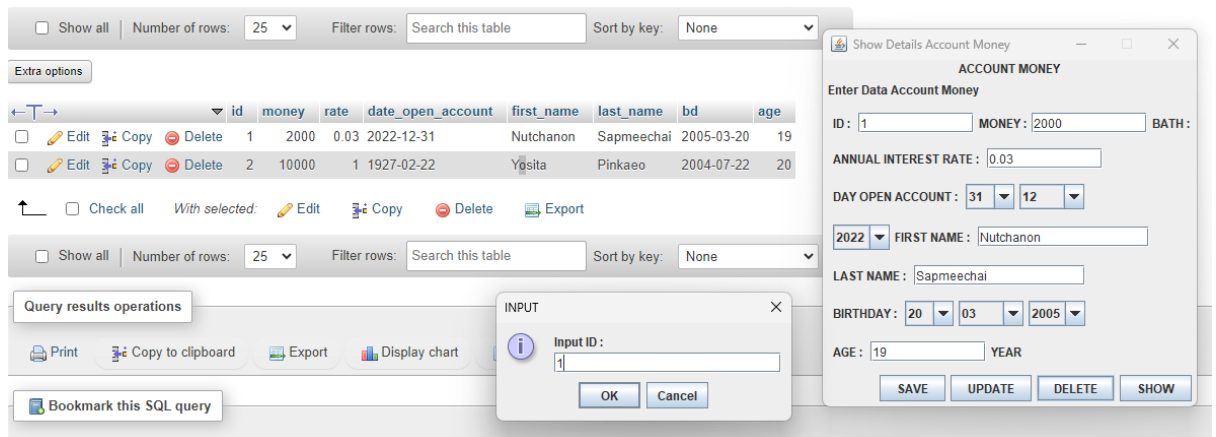 Show all Number of rows: 25 Filter rows: Search this table Sort by key: None
Extra options
id money rate date_open_account first_name last_name bd age
Edit Copy Delete 1 2000 0.03 2022-12-31 Nutchanon Sapmeechai 2005-03-20 19
Edit Copy Delete 2 10000 1 1927-02-22 Yosita Pinkaeo 2004-07-22 20
Check all With selected: Edit Copy Delete Export
Show all Number of rows: 25 Filter rows: Search this table Sort by key: None
Query results operations
Print Copy to clipboard Export Display chart
Bookmark this SQL query
INPUT
Input ID :
1
OK Cancel
Show Details Account Money
ACCOUNT MONEY
Enter Data Account Money
ID : 1 MONEY : 2000 BATH :
ANNUAL INTEREST RATE : 0.03
DAY OPEN ACCOUNT : 31 12
2022 FIRST NAME : Nutchanon
LAST NAME : Sapmeechai
BIRTHDAY : 20 03 2005
AGE : 19 YEAR
SAVE UPDATE DELETE SHOW